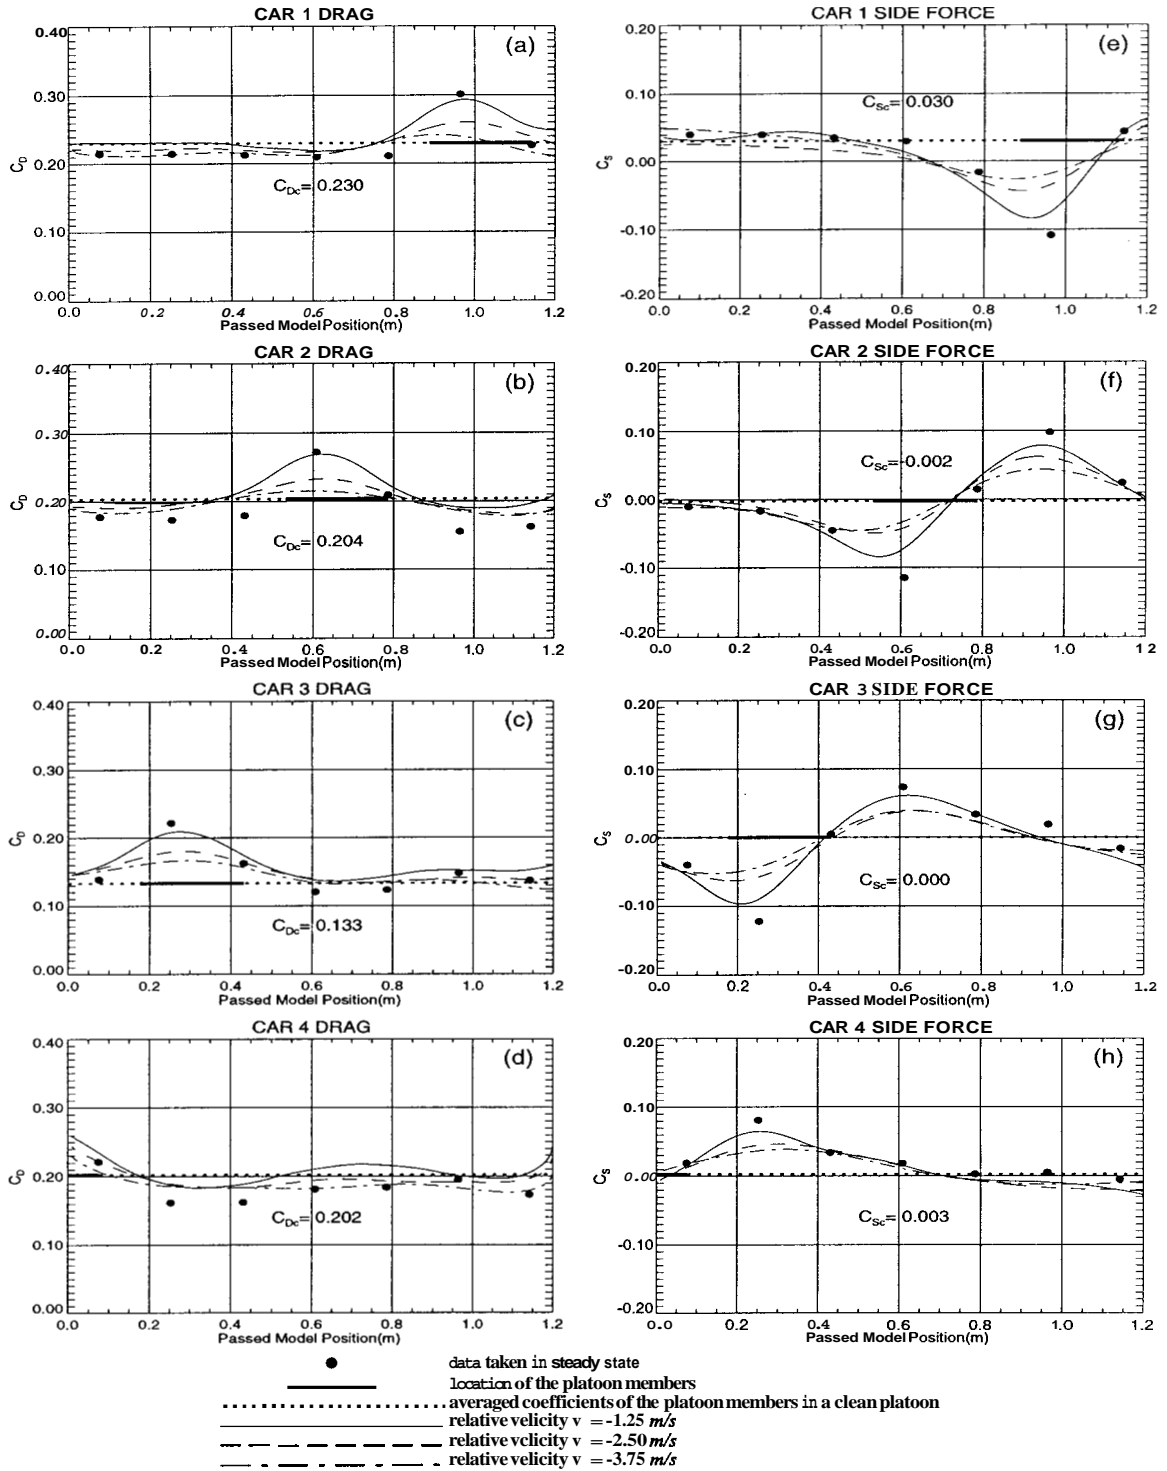 CAR 1 DRAG
(a)
0.40
0.30
0.20
0.10
0.00
C_D
C_Dc= 0.230
0.0 0.2 0.4 0.6 0.8 1.0 1.2
Passed Model Position(m)
CAR 1 SIDE FORCE
(e)
0.20
0.10
0.00
-0.10
-0.20
C_S
C_Sc= 0.030
0.0 0.2 0.4 0.6 0.8 1.0 1.2
Passed Model Position(m)
CAR 2 DRAG
(b)
0.40
0.30
0.20
0.10
0.00
C_D
C_Dc= 0.204
0.0 0.2 0.4 0.6 0.8 1.0 1.2
Passed Model Position(m)
CAR 2 SIDE FORCE
(f)
0.20
0.10
0.00
-0.10
-0.20
C_S
C_Sc=-0.002
0.0 0.2 0.4 0.6 0.8 1.0 1 2
Passed Model Position(m)
CAR 3 DRAG
(c)
0.40
0.30
0.20
0.10
0.00
C_D
C_Dc= 0.133
0.0 0.2 0.4 0.6 0.8 1.0 1.2
Passed Model Position(m)
CAR 3 SIDE FORCE
(g)
0.20
0.10
0.00
-0.10
-0.20
C_S
C_Sc= 0.000
0.0 0.2 0.4 0.6 0.8 1.0 1.2
Passed Model Position(m)
CAR 4 DRAG
(d)
0.40
0.30
0.20
0.10
0.00
C_D
C_Dc= 0.202
0.0 0.2 0.4 0.6 0.8 1.0 1.2
Passed Model Position(m)
CAR 4 SIDE FORCE
(h)
0.20
0.10
0.00
-0.10
-0.20
C_S
C_Sc= 0.003
0.0 0.2 0.4 0.6 0.8 1.0 1.2
Passed Model Position(m)
data taken in steady state
location of the platoon members
averaged coefficients of the platoon members in a clean platoon
relative velicity v =-1.25 m/s
relative vclicity v =-2.50 m/s
relative velicity v =-3.75 m/s